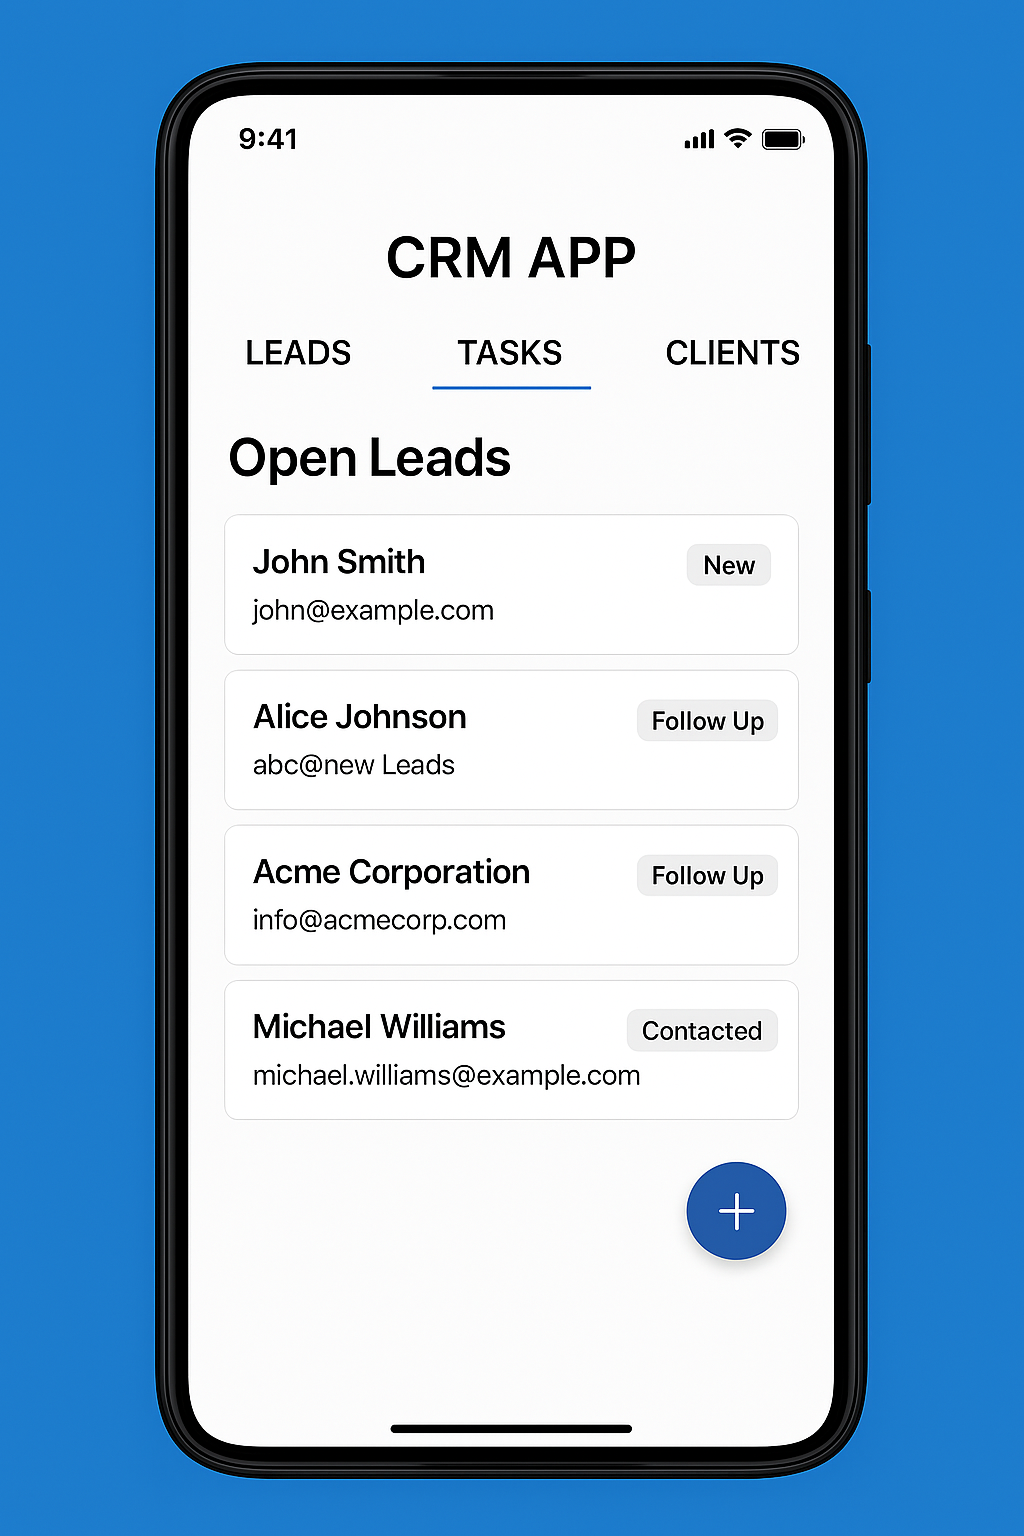 9:41
CRM APP
LEADS TASKS CLIENTS
Open Leads
John Smith New
john@example.com
Alice Johnson Follow Up
abc@new Leads
Acme Corporation Follow Up
info@acmecorp.com
Michael Williams Contacted
michael.williams@example.com